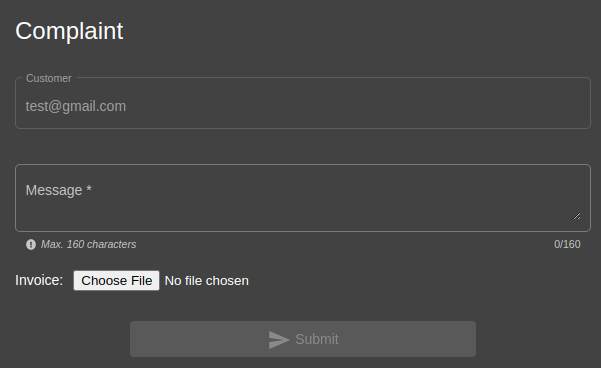 Complaint
Customer
test@gmail.com
Message *
Max. 160 characters
0/160
Invoice: Choose File No file chosen
Submit